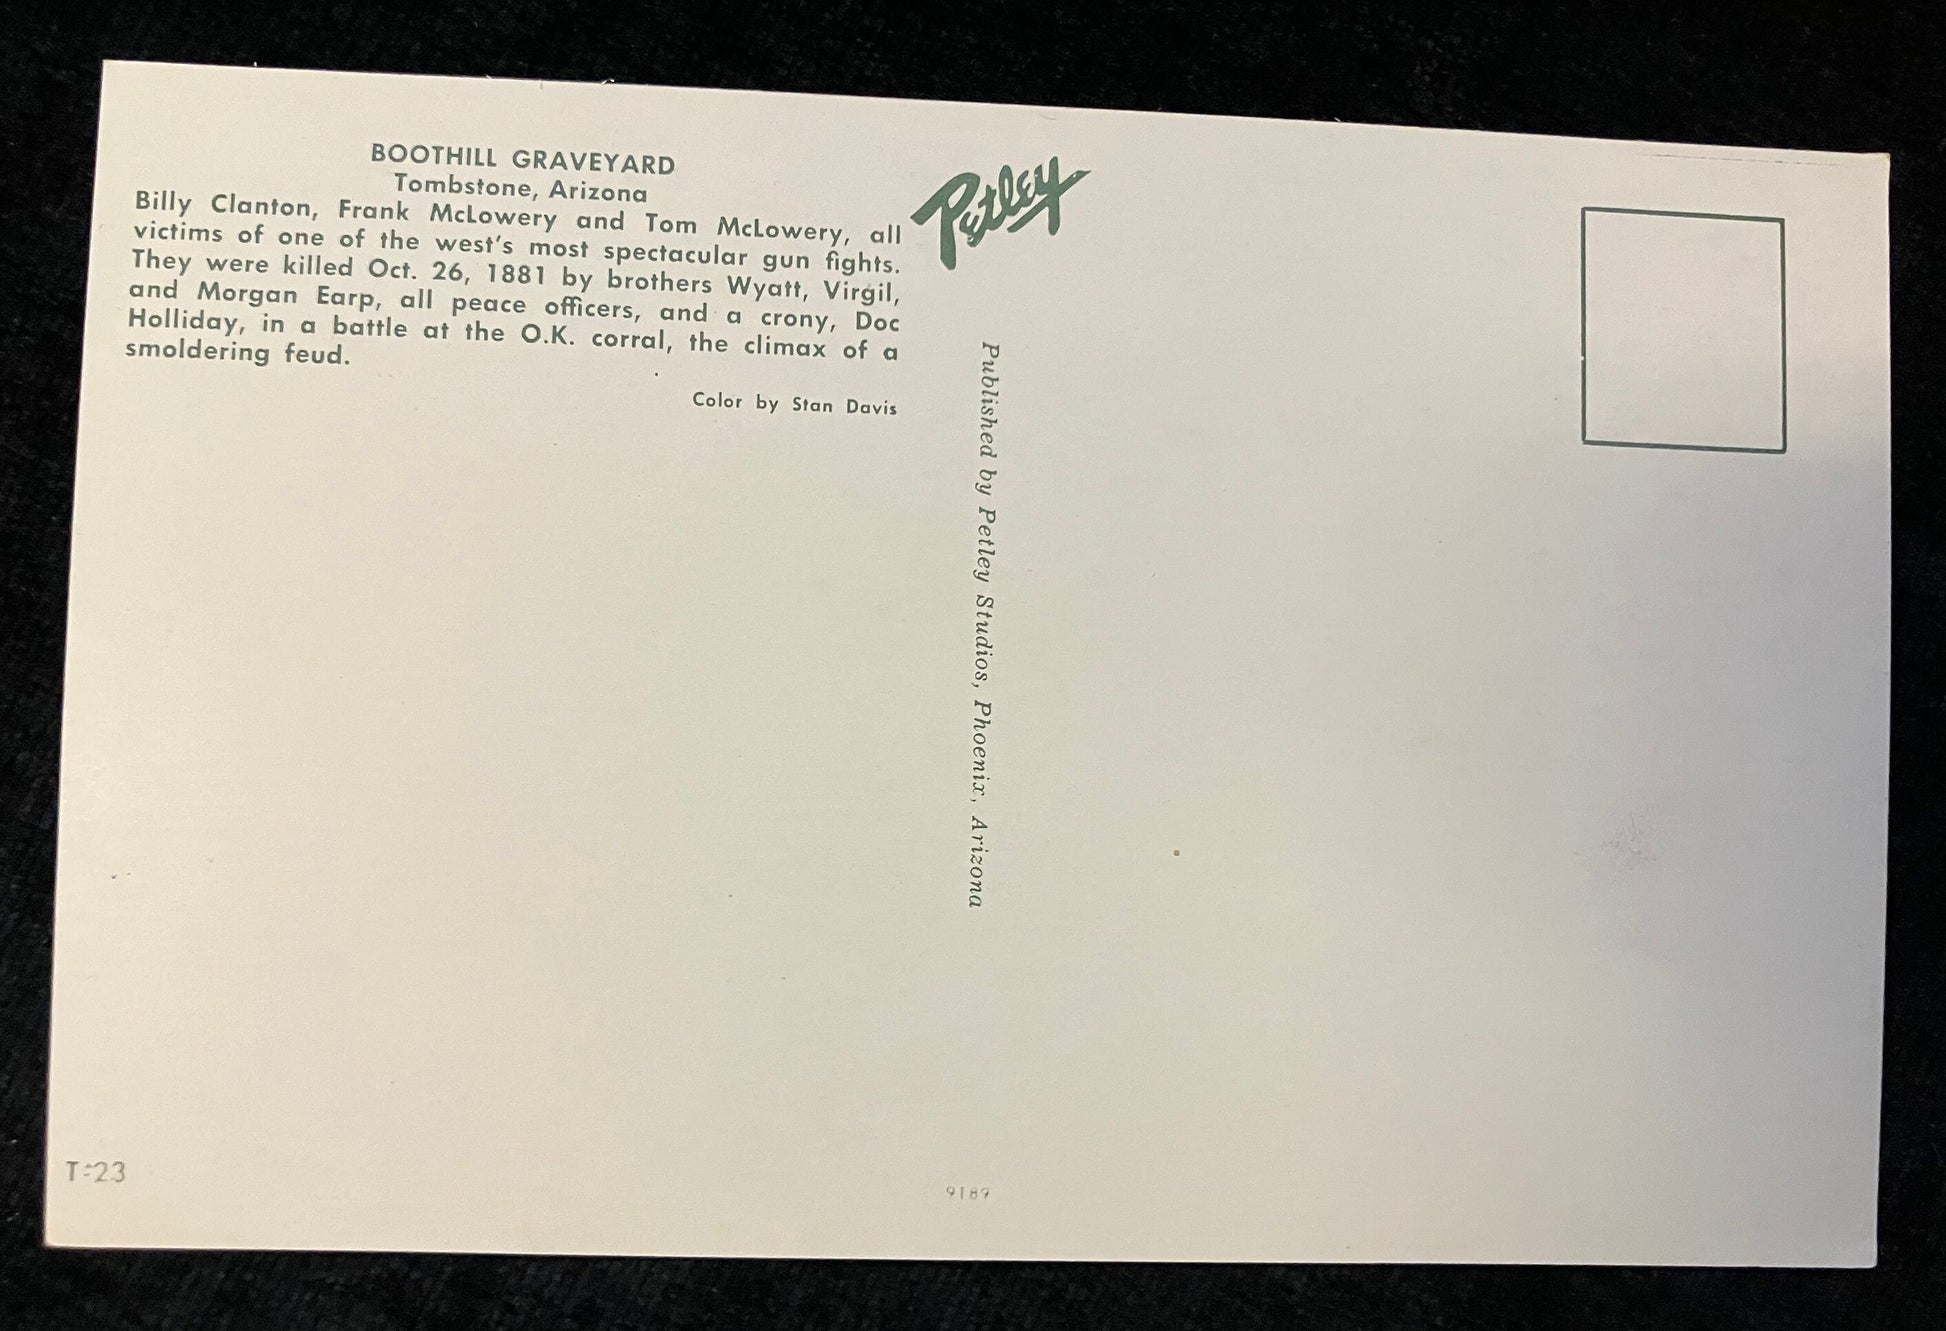 BOOTHILL GRAVEYARD
Tombstone, Arizona
Billy Clanton, Frank McLowery and Tom McLowery, all
victims of one of the west's most spectacular gun fights.
They were killed Oct. 26, 1881 by brothers Wyatt, Virgil,
and Morgan Earp, all peace officers, and a crony, Doc
Holliday, in a battle at the O.K. corral, the climax of a
smoldering feud.
Color by Stan Davis
Petley
Published by Petley Studios, Phoenix, Arizona
T-23
9189